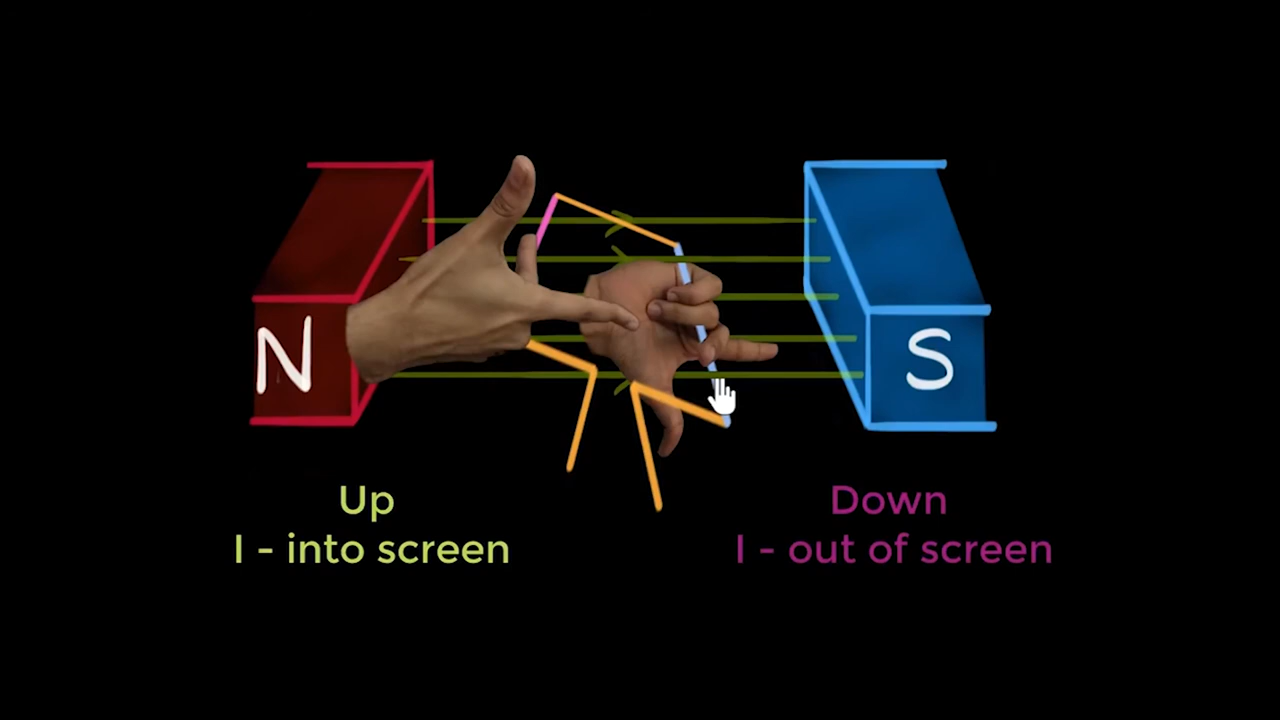 N
S
Up
I - into screen
Down
I - out of screen